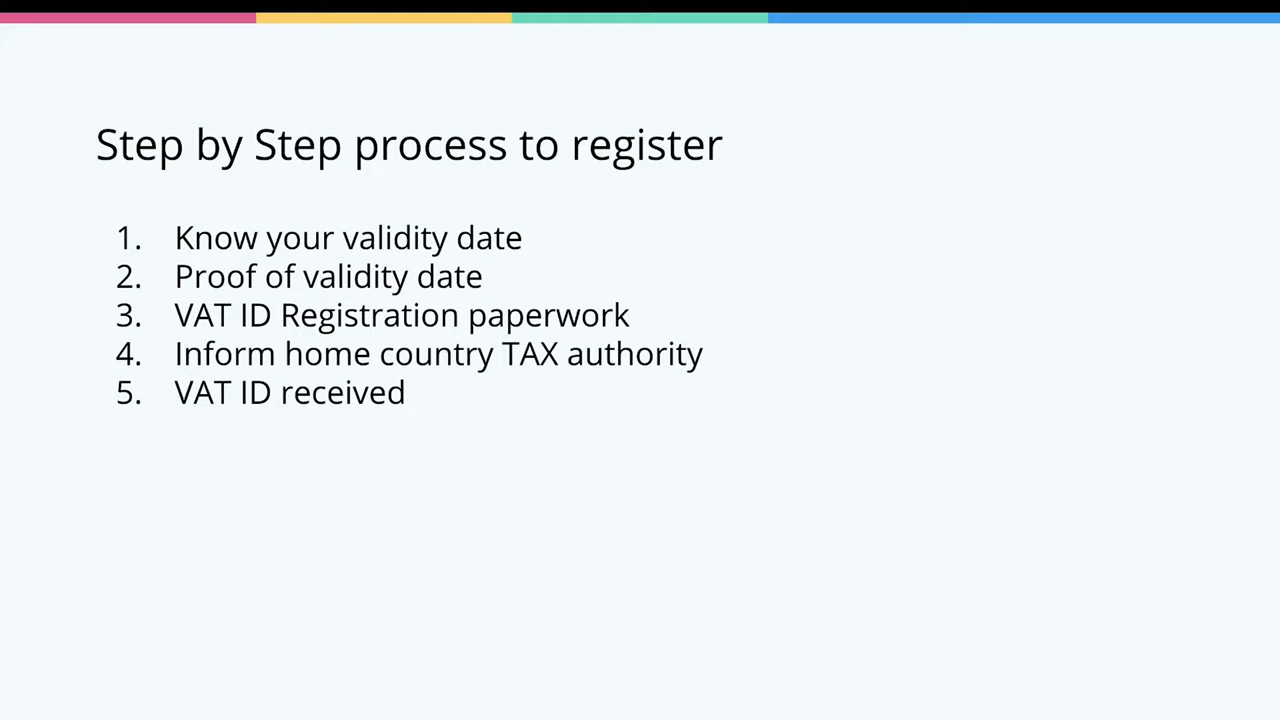 Step by Step process to register
1. Know your validity date
2. Proof of validity date
3. VAT ID Registration paperwork
4. Inform home country TAX authority
5. VAT ID received